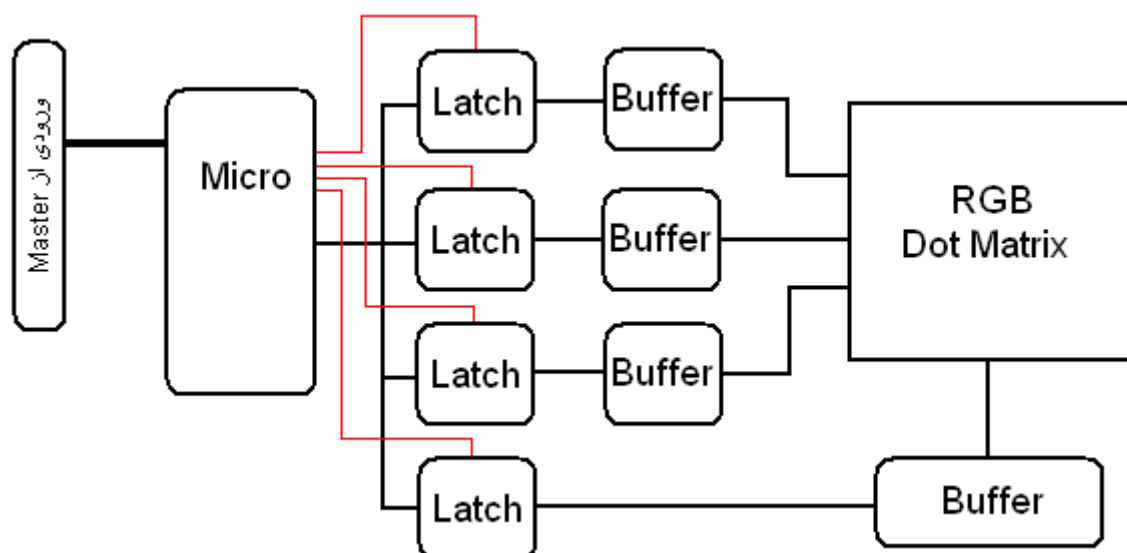 ورودی از Master
Micro
Latch
Buffer
Latch
Buffer
RGB
Dot Matrix
Latch
Buffer
Latch
Buffer